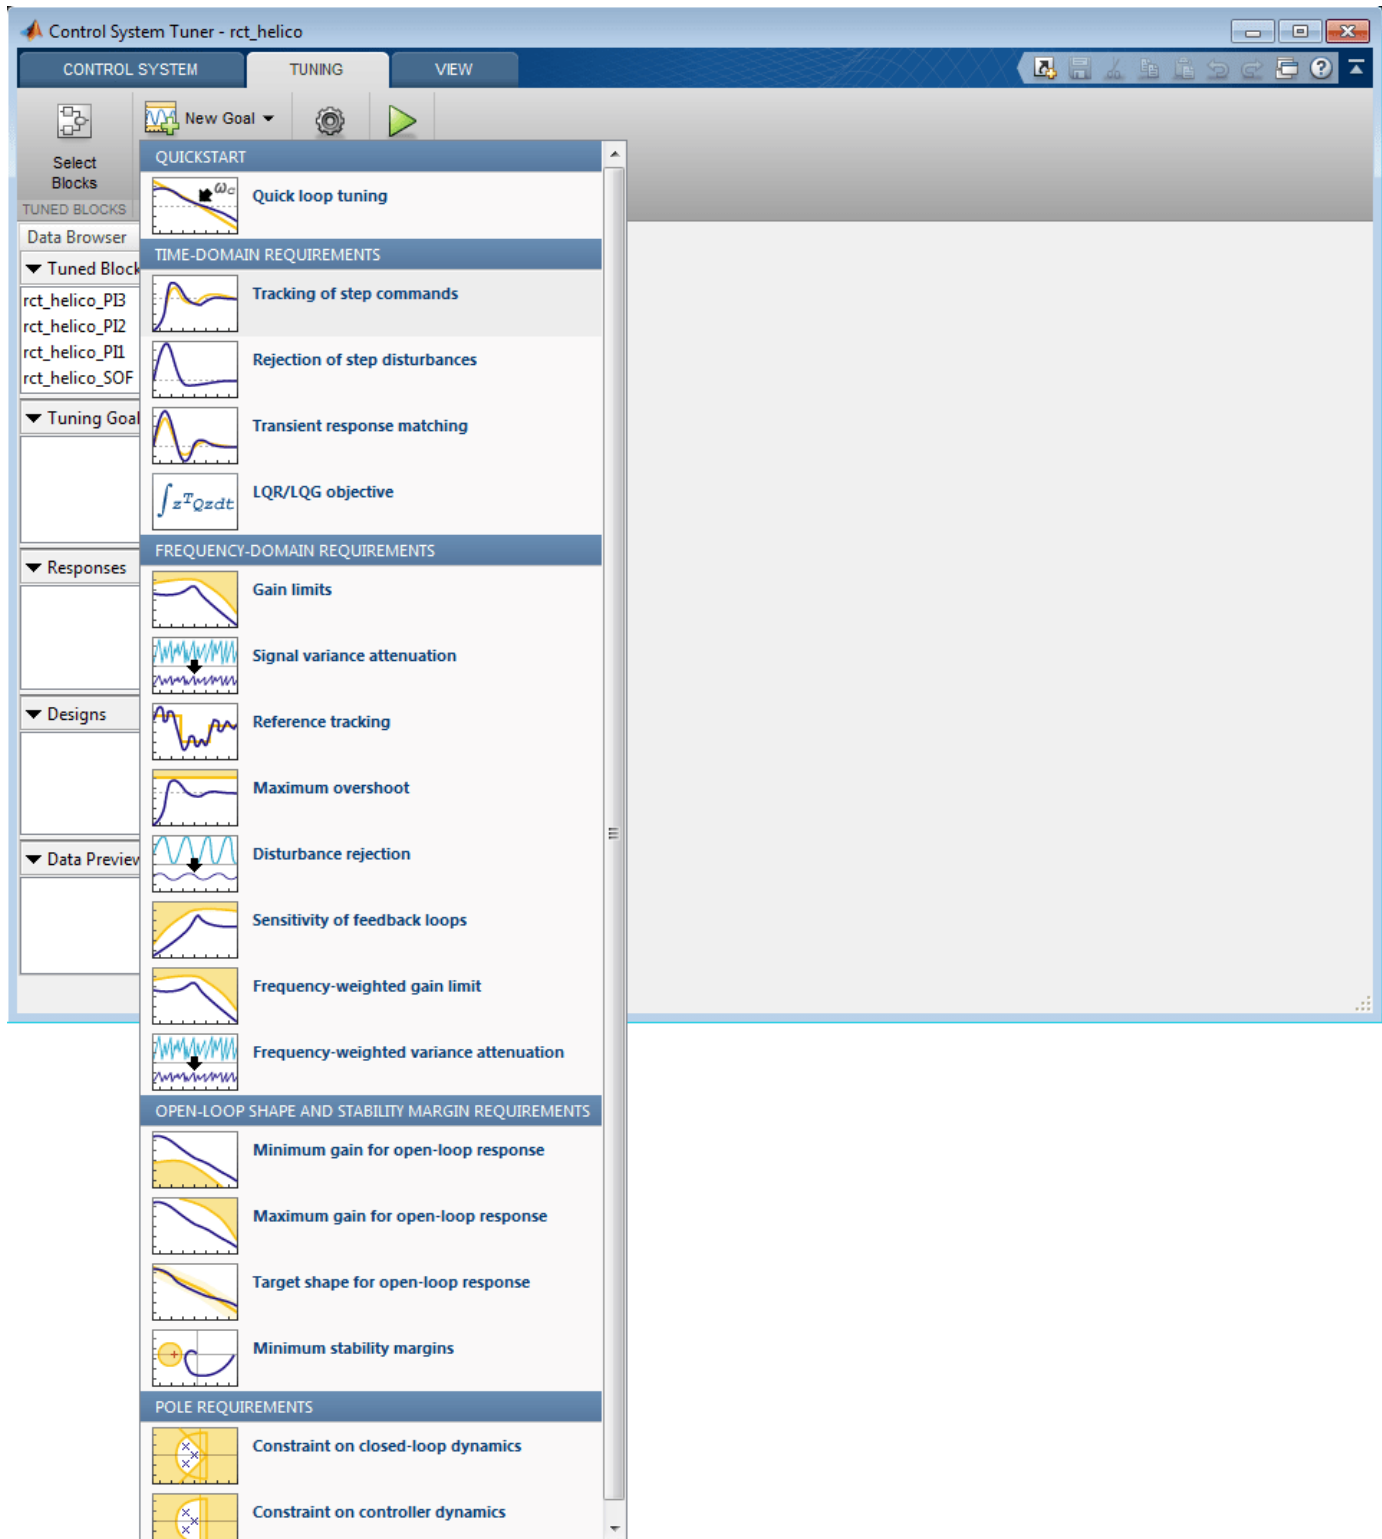 Control System Tuner - rct_helico
CONTROL SYSTEM
TUNING
VIEW
New Goal
Select
Blocks
TUNED BLOCKS
Data Browser
Tuned Block
rct_helico_PI3
rct_helico_PI2
rct_helico_PI1
rct_helico_SOF
Tuning Goal
Responses
Designs
Data Preview
QUICKSTART
ωc
Quick loop tuning
TIME-DOMAIN REQUIREMENTS
Tracking of step commands
Rejection of step disturbances
Transient response matching
∫zᵀQzdt
LQR/LQG objective
FREQUENCY-DOMAIN REQUIREMENTS
Gain limits
Signal variance attenuation
Reference tracking
Maximum overshoot
Disturbance rejection
Sensitivity of feedback loops
Frequency-weighted gain limit
Frequency-weighted variance attenuation
OPEN-LOOP SHAPE AND STABILITY MARGIN REQUIREMENTS
Minimum gain for open-loop response
Maximum gain for open-loop response
Target shape for open-loop response
Minimum stability margins
POLE REQUIREMENTS
Constraint on closed-loop dynamics
Constraint on controller dynamics